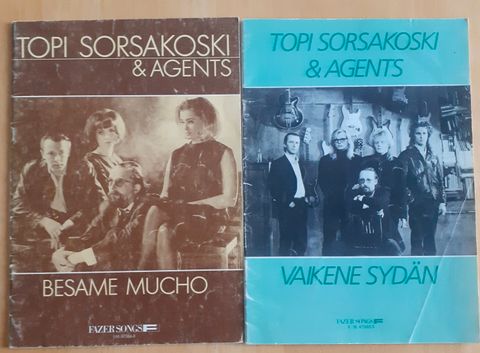 TOPI SORSAKOSKI
& AGENTS
BESAME MUCHO
FAZER SONGS
TOPI SORSAKOSKI
& AGENTS
VAIKENE SYDÄN
FAZER SONGS